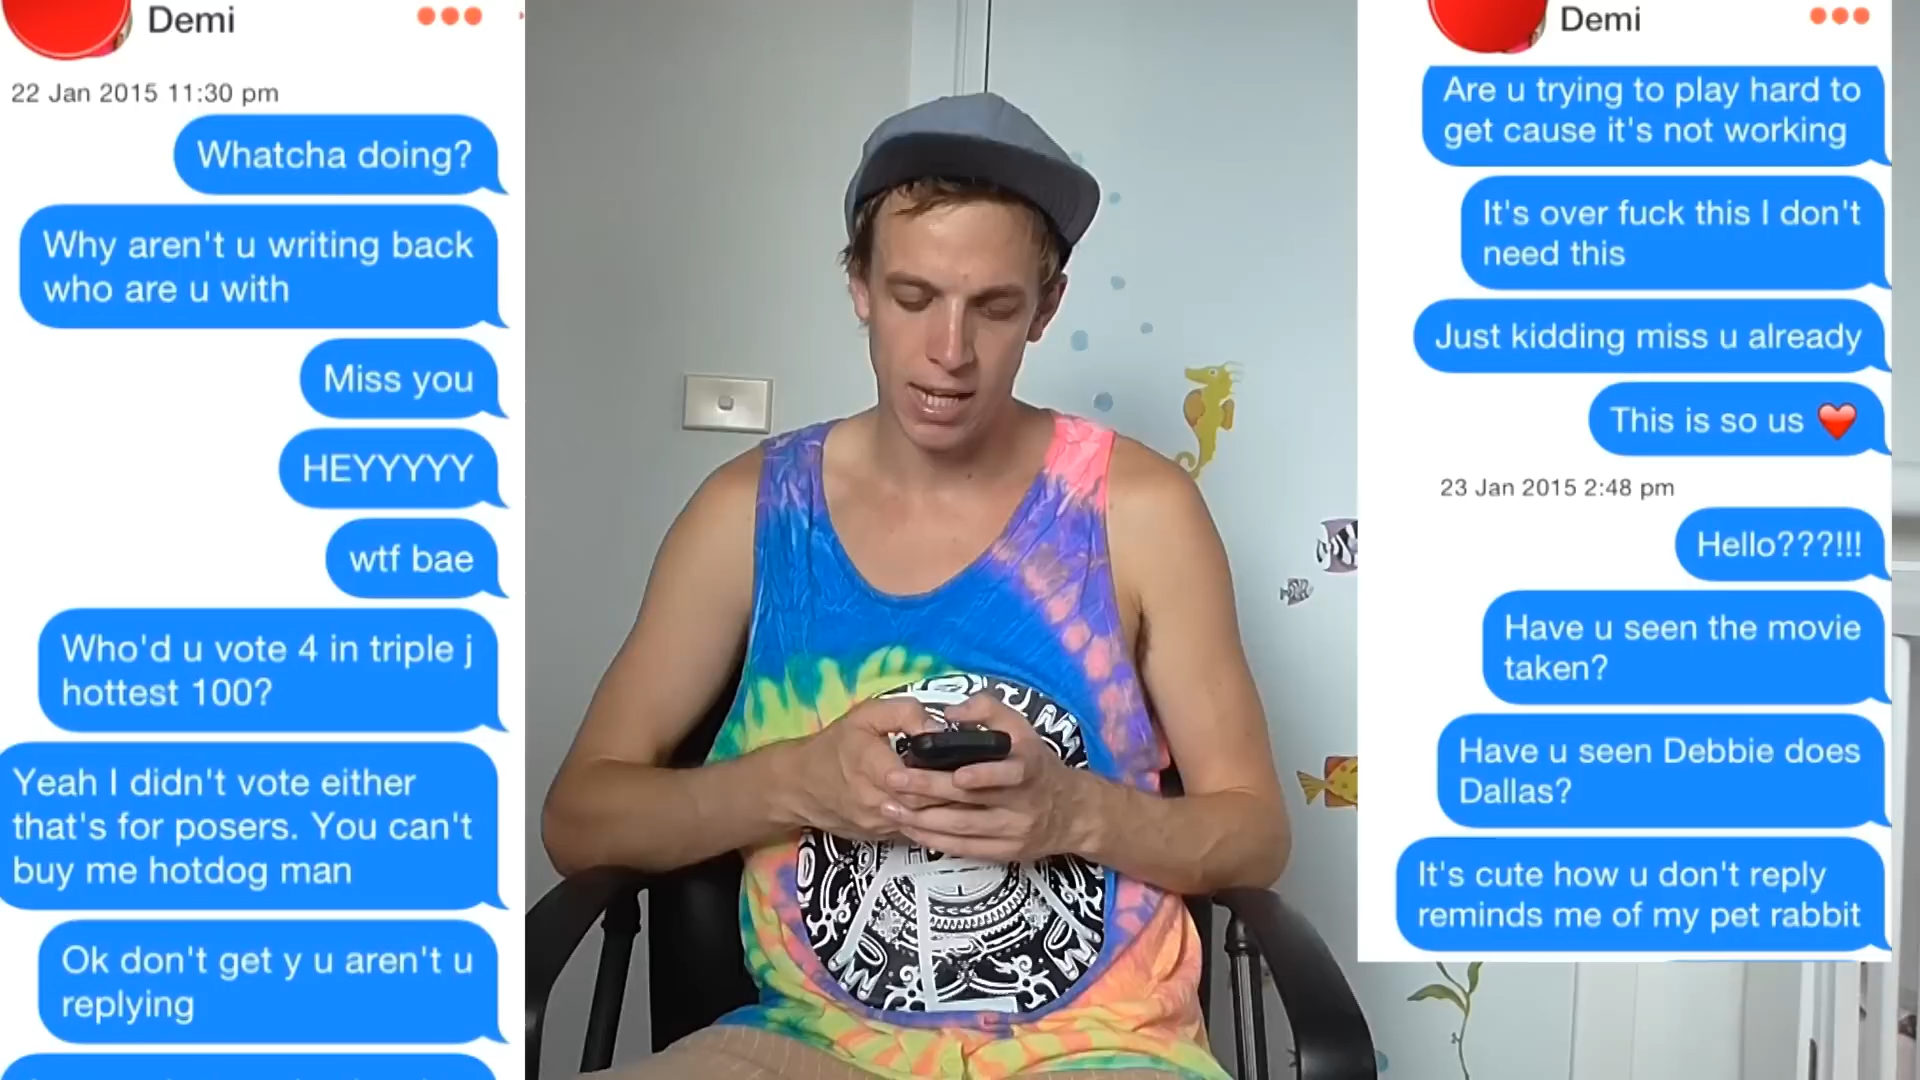 Demi
22 Jan 2015 11:30 pm
Whatcha doing?
Why aren't u writing back
who are u with
Miss you
HEYYYYY
wtf bae
Who'd u vote 4 in triple j
hottest 100?
Yeah I didn't vote either
that's for posers. You can't
buy me hotdog man
Ok don't get y u aren't u
replying
Demi
Are u trying to play hard to
get cause it's not working
It's over fuck this I don't
need this
Just kidding miss u already
This is so us ❤️
23 Jan 2015 2:48 pm
Hello???!!!
Have u seen the movie
taken?
Have u seen Debbie does
Dallas?
It's cute how u don't reply
reminds me of my pet rabbit